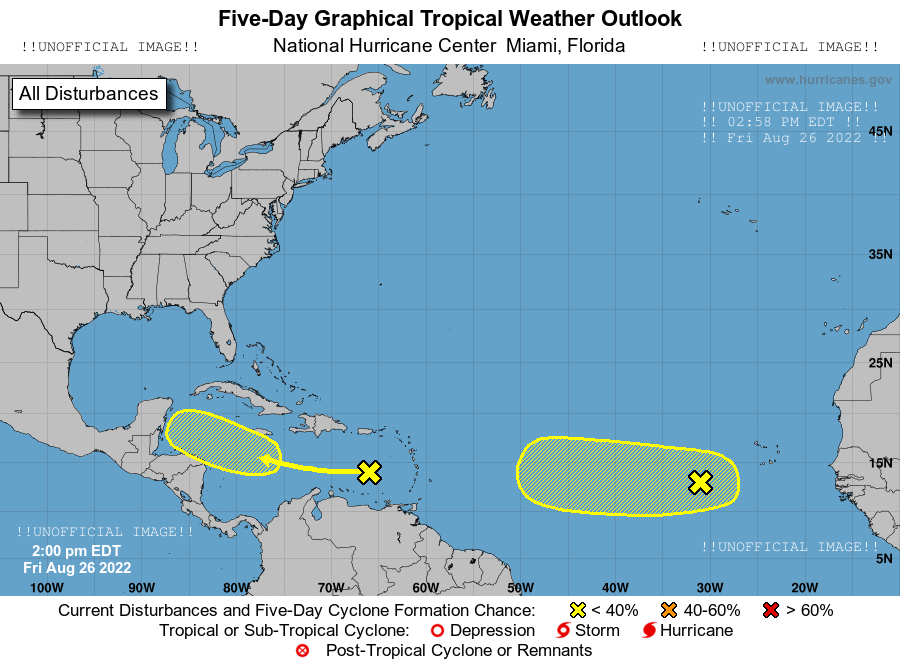 Five-Day Graphical Tropical Weather Outlook
!!UNOFFICIAL IMAGE!! National Hurricane Center Miami, Florida !!UNOFFICIAL IMAGE!!
www.hurricanes.gov
All Disturbances
!!UNOFFICIAL IMAGE!!
!! 02:58 PM EDT !!
45N
!! Fri Aug 26 2022 !!
35N
25N
15N
!!UNOFFICIAL IMAGE!!
2:00 pm EDT
!!UNOFFICIAL IMAGE!!
5N
Fri Aug 26 2022
100W 90W 80W 70W 60W 50W 40W 30W 20W
Current Disturbances and Five-Day Cyclone Formation Chance: < 40% 40-60% > 60%
Tropical or Sub-Tropical Cyclone: Depression Storm Hurricane
Post-Tropical Cyclone or Remnants